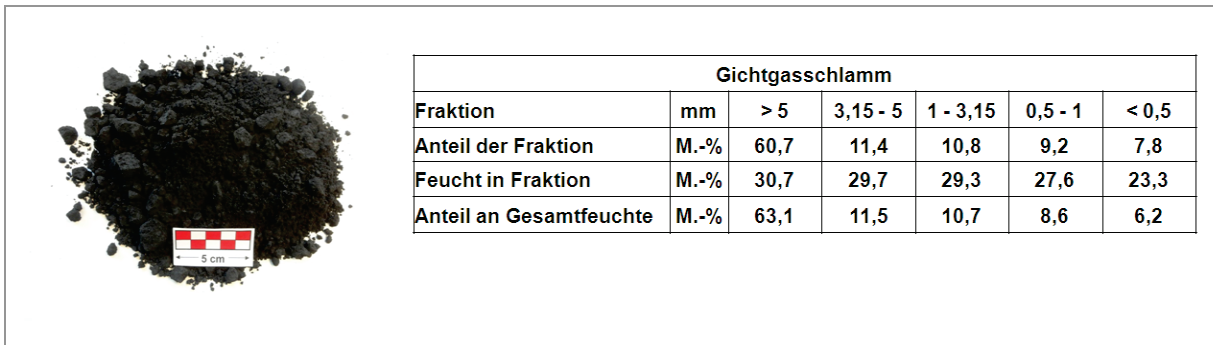 Gichtgasschlamm
Fraktion mm > 5 3,15 - 5 1 - 3,15 0,5 - 1 < 0,5
Anteil der Fraktion M.-% 60,7 11,4 10,8 9,2 7,8
Feucht in Fraktion M.-% 30,7 29,7 29,3 27,6 23,3
Anteil an Gesamtfeuchte M.-% 63,1 11,5 10,7 8,6 6,2
5 cm